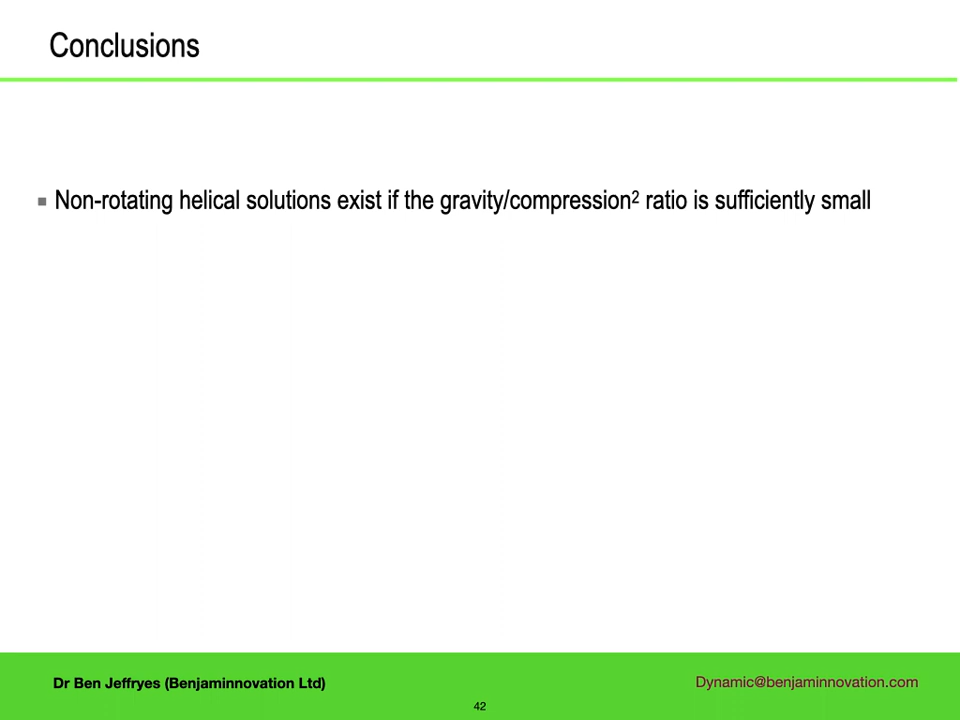 Conclusions
▪ Non-rotating helical solutions exist if the gravity/compression² ratio is sufficiently small
Dr Ben Jeffryes (Benjaminnovation Ltd)
Dynamic@benjaminnovation.com
42